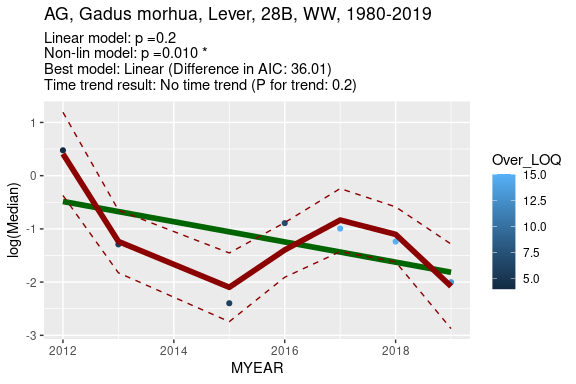 AG, Gadus morhua, Lever, 28B, WW, 1980-2019
Linear model: p =0.2
Non-lin model: p =0.010 *
Best model: Linear (Difference in AIC: 36.01)
Time trend result: No time trend (P for trend: 0.2)
1
0
-1
-2
-3
log(Median)
2012
2014
2016
2018
MYEAR
Over_LOQ
15.0
12.5
10.0
7.5
5.0